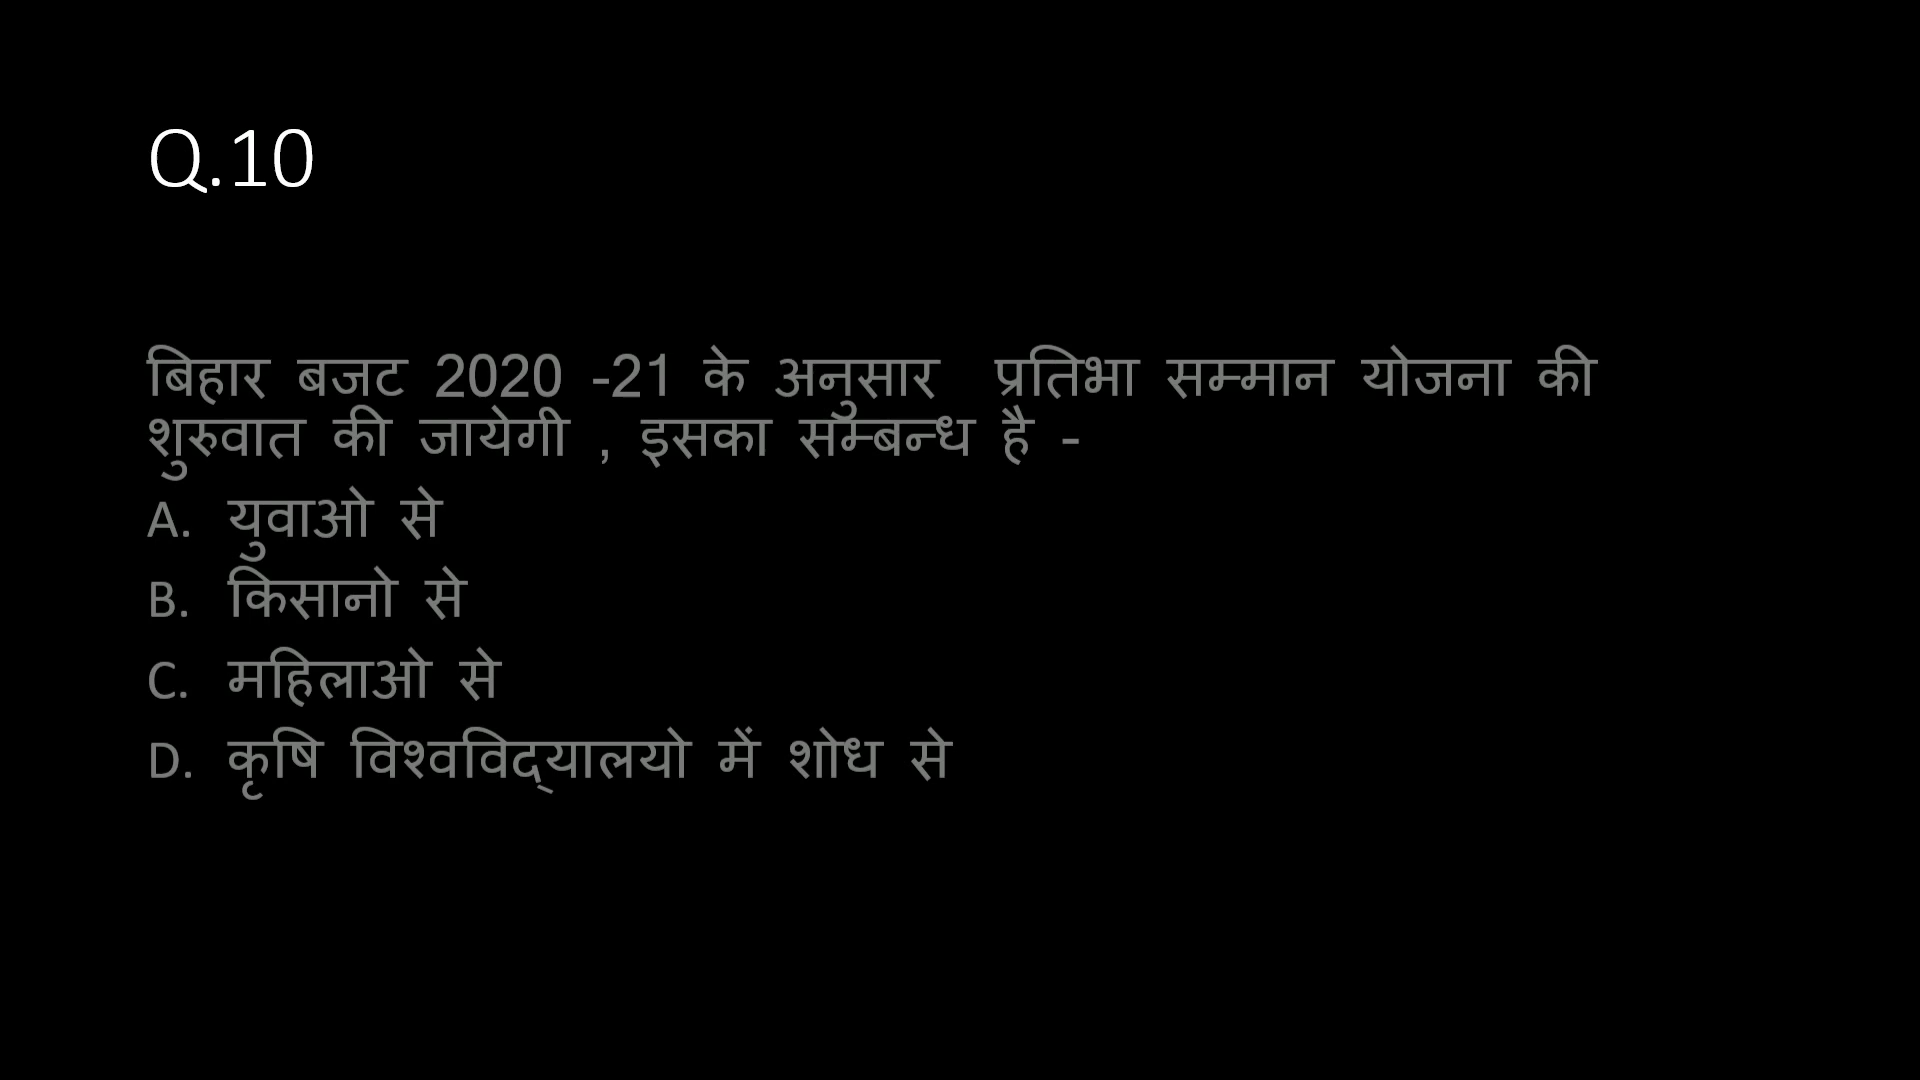 Q.10
बिहार बजट 2020 -21 के अनुसार प्रतिभा सम्मान योजना की
शुरुवात की जायेगी , इसका सम्बन्ध है -
A. युवाओ से
B. किसानो से
C. महिलाओ से
D. कृषि विश्वविद्यालयो में शोध से